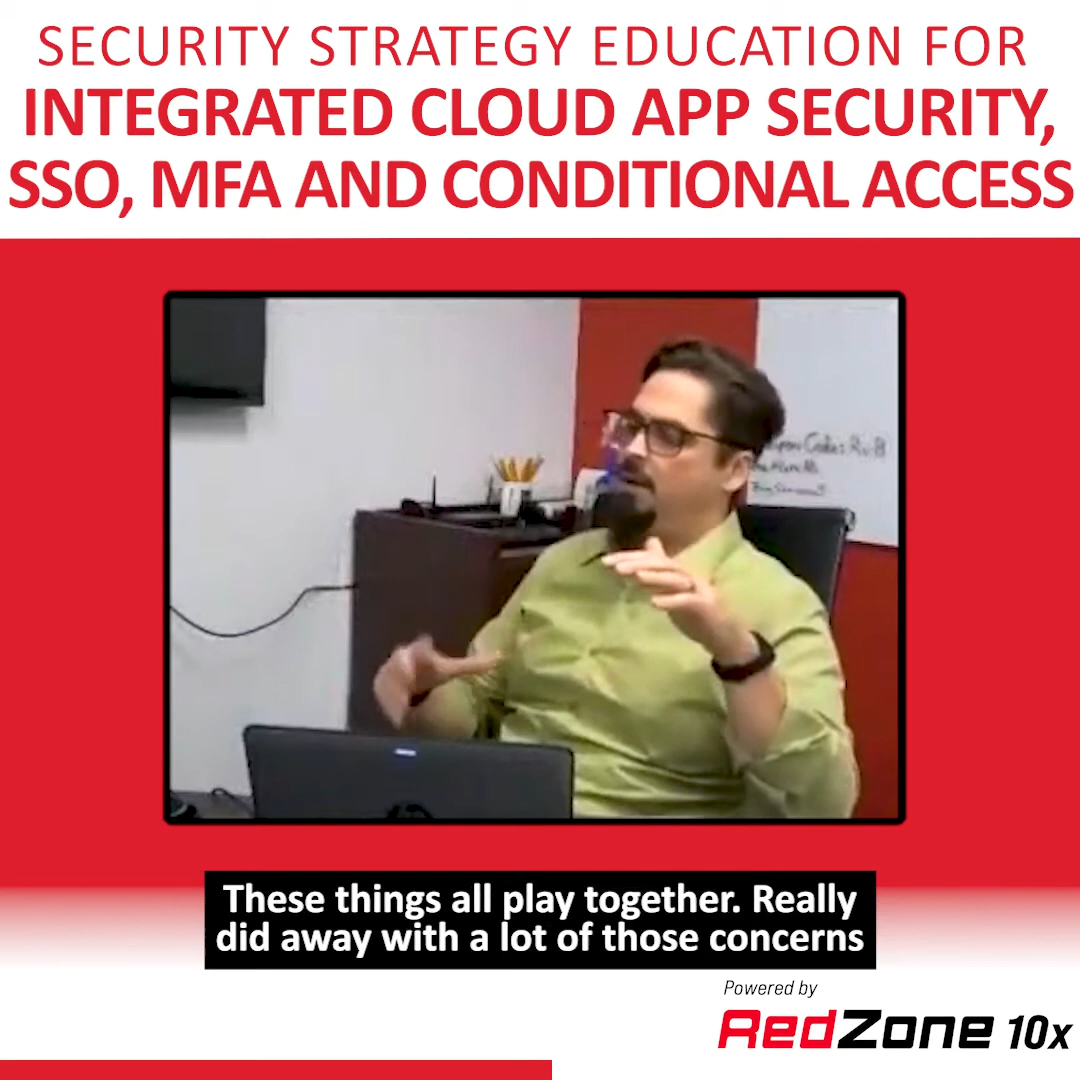 SECURITY STRATEGY EDUCATION FOR
INTEGRATED CLOUD APP SECURITY,
SSO, MFA AND CONDITIONAL ACCESS
These things all play together. Really
did away with a lot of those concerns
Powered by
RedZone 10x